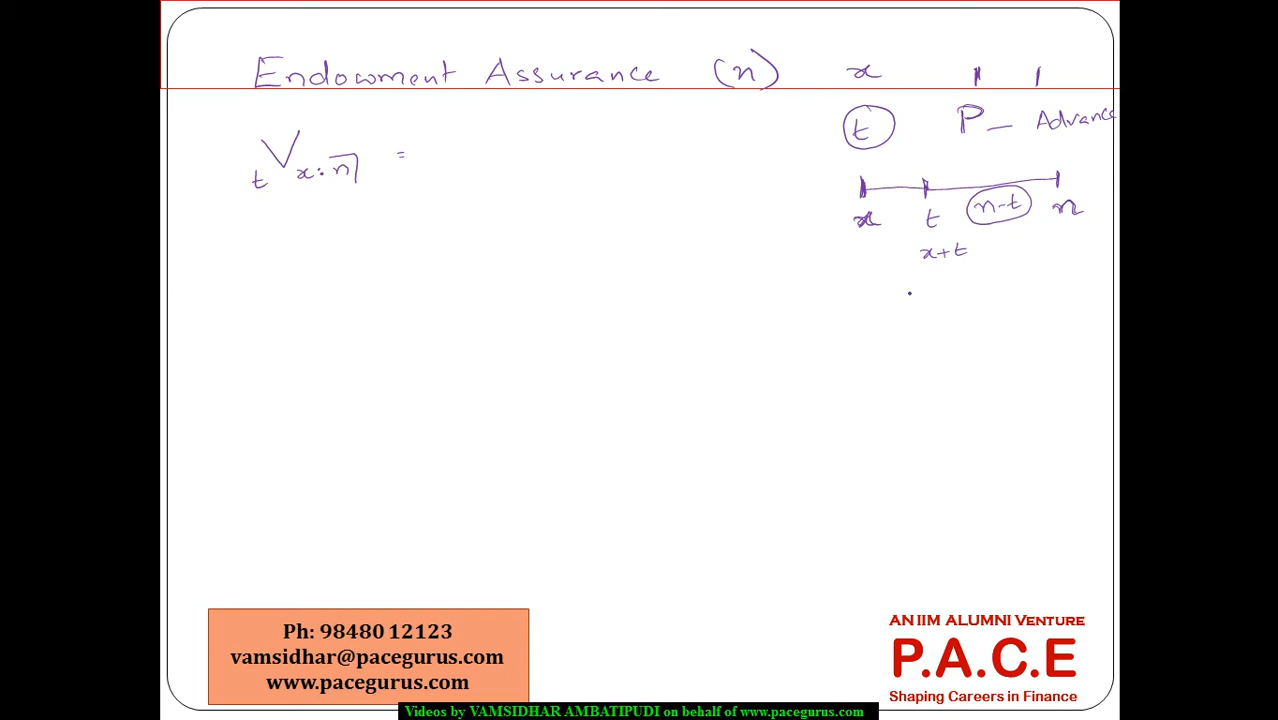 Endowment Assurance (n) x
t P - Advance
tVx:n̅| =
x t n-t n
x+t
Ph: 98480 12123
vamsidhar@pacegurus.com
www.pacegurus.com
AN IIM ALUMNI VENTURE
P.A.C.E
Shaping Careers in Finance
Videos by VAMSIDHAR AMBATIPUDI on behalf of www.pacegurus.com